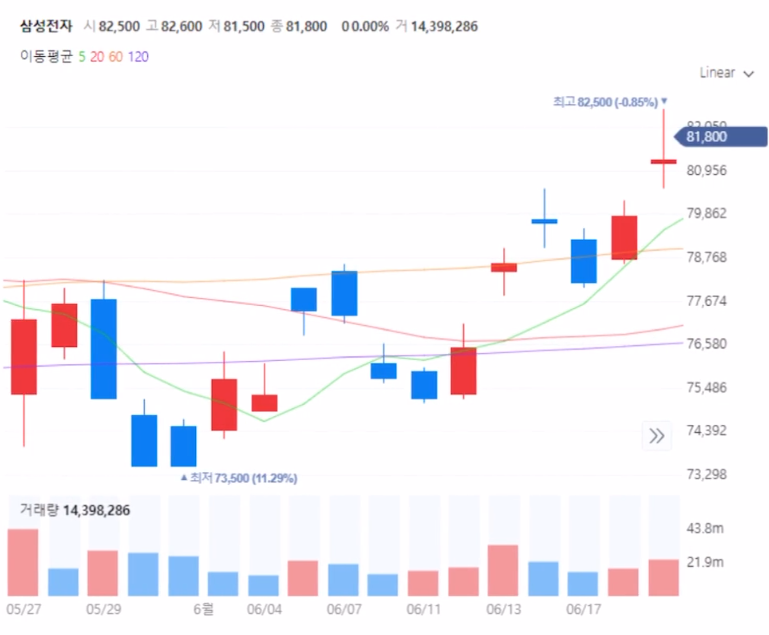 삼성전자 시 82,500 고 82,600 저 81,500 종 81,800 0 0.00% 거 14,398,286
이동평균 5 20 60 120
Linear
최고 82,500 (-0.85%) ▼
82,050
81,800
80,956
79,862
78,768
77,674
76,580
75,486
74,392
73,298
▲ 최저 73,500 (11.29%)
거래량 14,398,286
43.8m
21.9m
05/27 05/29 6월 06/04 06/07 06/11 06/13 06/17